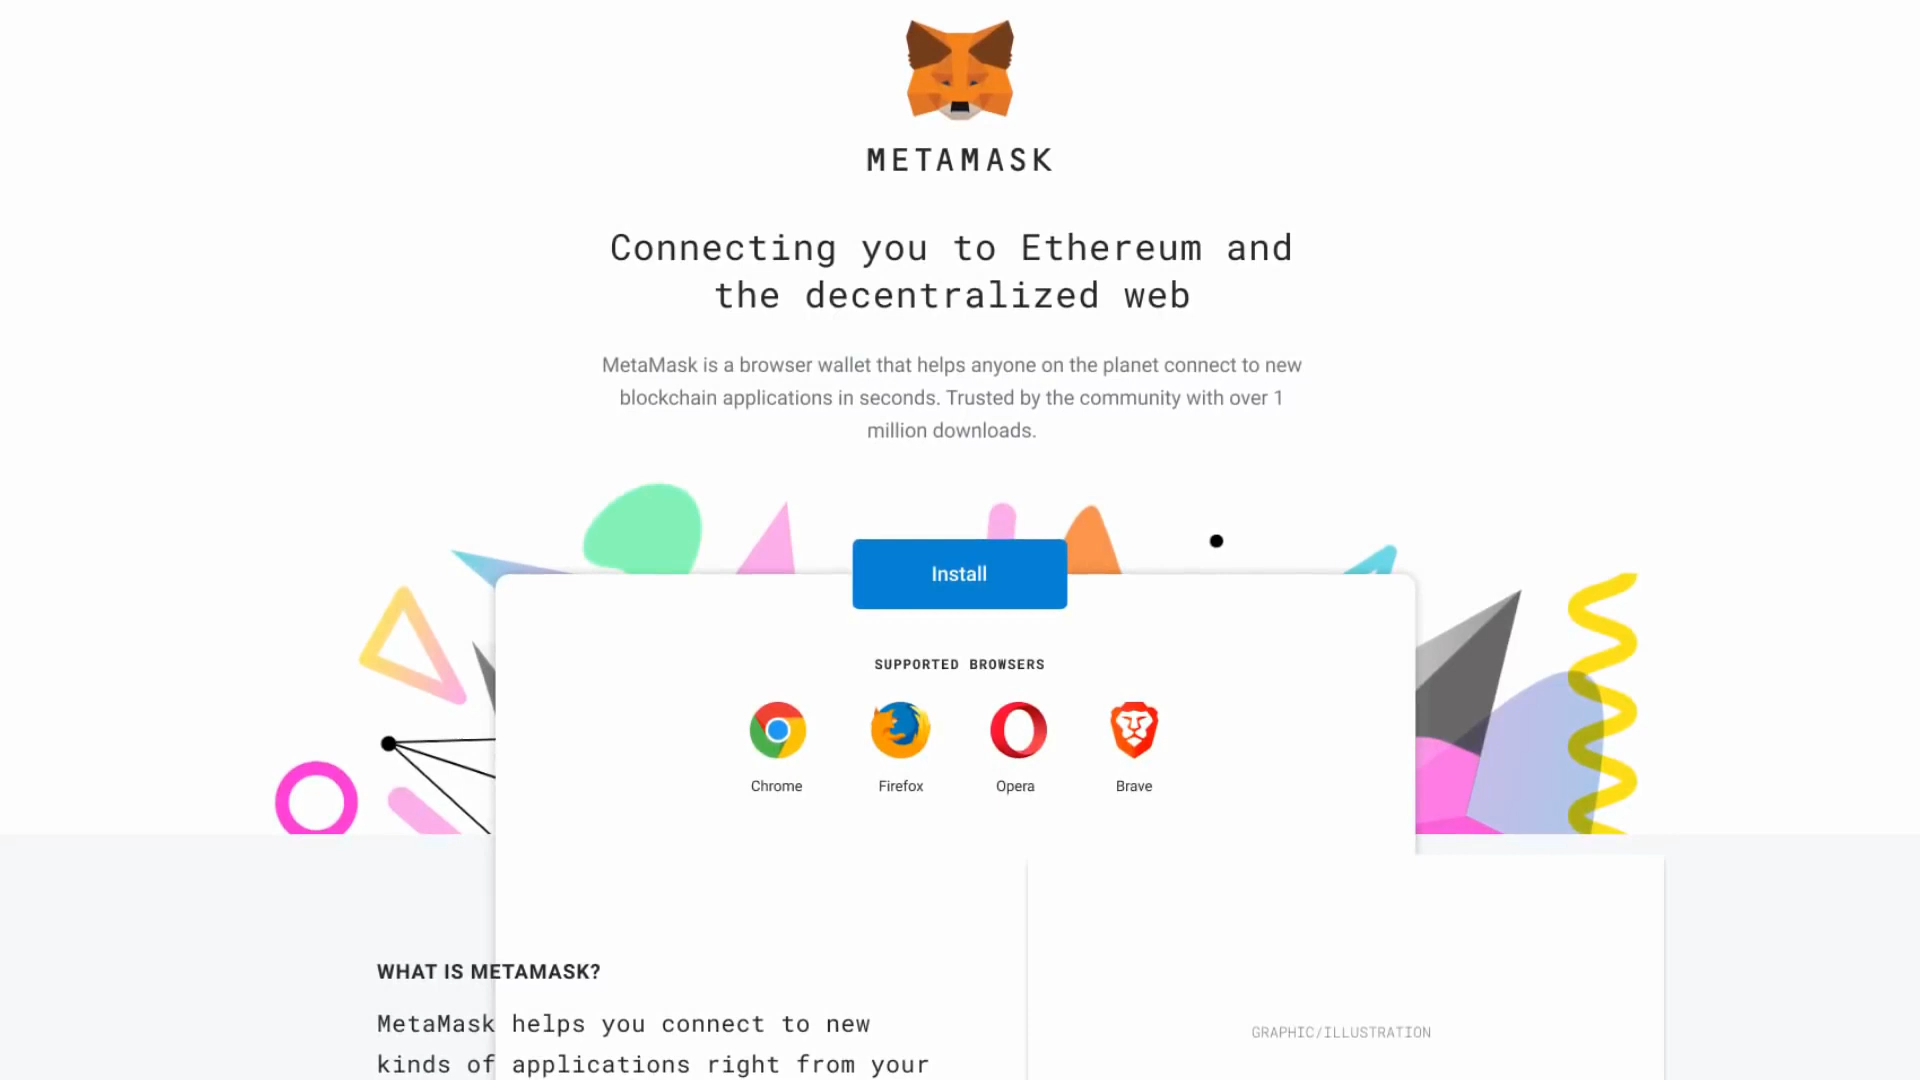 METAMASK
Connecting you to Ethereum and
the decentralized web
MetaMask is a browser wallet that helps anyone on the planet connect to new
blockchain applications in seconds. Trusted by the community with over 1
million downloads.
Install
SUPPORTED BROWSERS
Chrome
Firefox
Opera
Brave
WHAT IS METAMASK?
MetaMask helps you connect to new
kinds of applications right from your
GRAPHIC/ILLUSTRATION